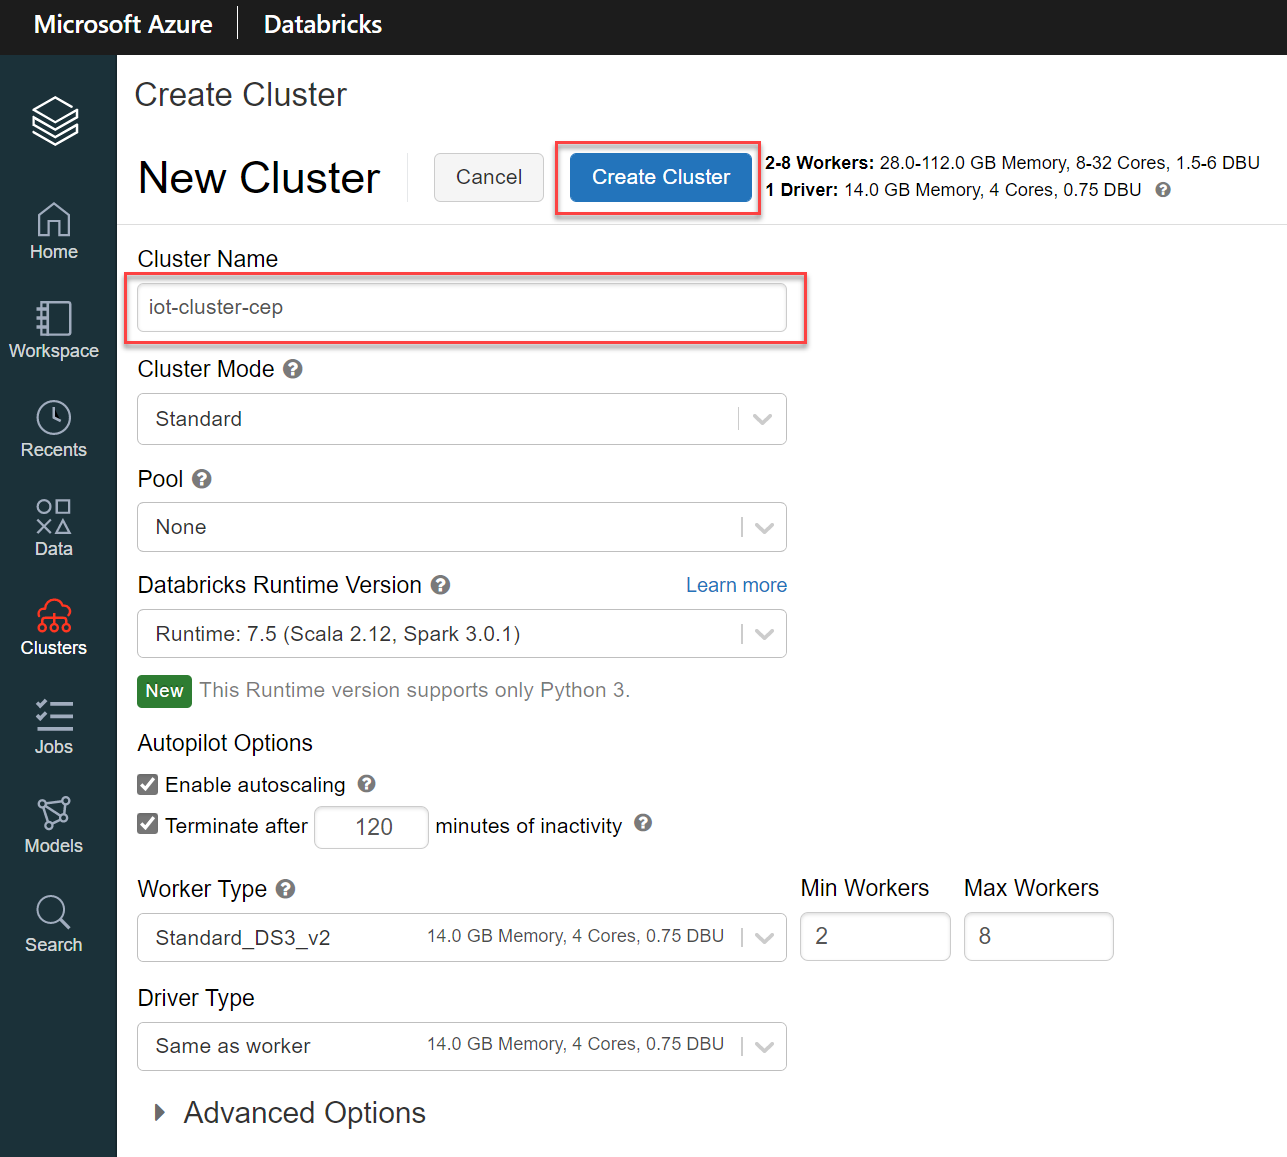 Microsoft Azure Databricks
Create Cluster
New Cluster Cancel Create Cluster
2-8 Workers: 28.0-112.0 GB Memory, 8-32 Cores, 1.5-6 DBU
1 Driver: 14.0 GB Memory, 4 Cores, 0.75 DBU ?
Home
Workspace
Recents
Data
Clusters
Jobs
Models
Search
Cluster Name
iot-cluster-cep
Cluster Mode ?
Standard
Pool ?
None
Databricks Runtime Version ? Learn more
Runtime: 7.5 (Scala 2.12, Spark 3.0.1)
New This Runtime version supports only Python 3.
Autopilot Options
Enable autoscaling ?
Terminate after 120 minutes of inactivity ?
Worker Type ? Min Workers Max Workers
Standard_DS3_v2 14.0 GB Memory, 4 Cores, 0.75 DBU 2 8
Driver Type
Same as worker 14.0 GB Memory, 4 Cores, 0.75 DBU
Advanced Options